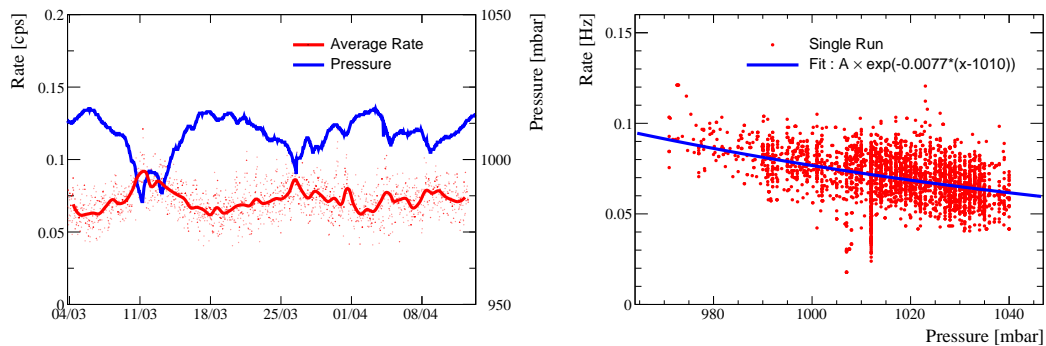 Rate [cps]
0.2
0.15
0.1
0.05
0
04/03
11/03
18/03
25/03
01/04
08/04
Average Rate
Pressure
1050
1000
950
Pressure [mbar]
Rate [Hz]
0.15
0.1
0.05
0
980
1000
1020
1040
Pressure [mbar]
Single Run
Fit : A × exp(-0.0077*(x-1010))